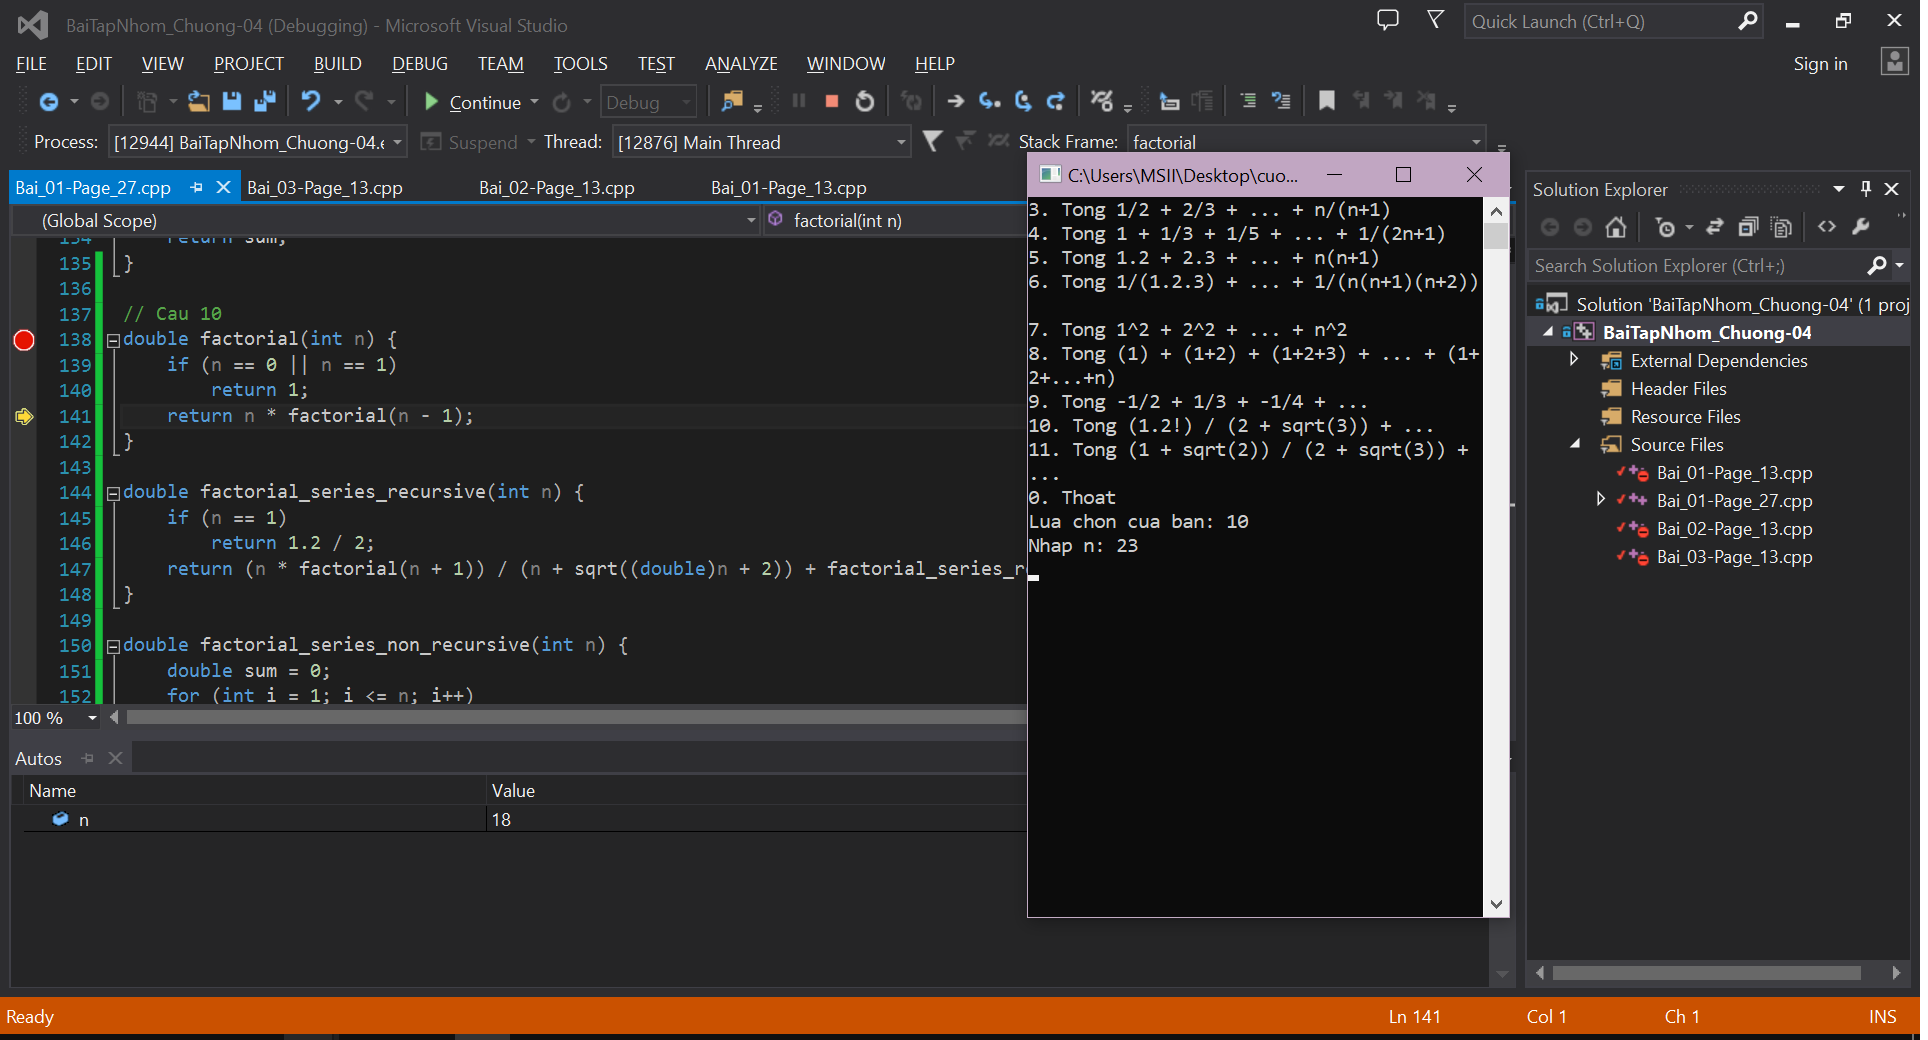 BaiTapNhom_Chuong-04 (Debugging) - Microsoft Visual Studio
Quick Launch (Ctrl+Q)
FILE EDIT VIEW PROJECT BUILD DEBUG TEAM TOOLS TEST ANALYZE WINDOW HELP
Sign in
Continue Debug
Process: [12944] BaiTapNhom_Chuong-04.e Suspend Thread: [12876] Main Thread Stack Frame: factorial
Bai_01-Page_27.cpp Bai_03-Page_13.cpp Bai_02-Page_13.cpp Bai_01-Page_13.cpp
(Global Scope) factorial(int n)
134 return sum;
135 }
136
137 // Cau 10
138 double factorial(int n) {
139 if (n == 0 || n == 1)
140 return 1;
141 return n * factorial(n - 1);
142 }
143
144 double factorial_series_recursive(int n) {
145 if (n == 1)
146 return 1.2 / 2;
147 return (n * factorial(n + 1)) / (n + sqrt((double)n + 2)) + factorial_series_r
148 }
149
150 double factorial_series_non_recursive(int n) {
151 double sum = 0;
152 for (int i = 1; i <= n; i++)
100 %
Autos
Name Value
n 18
C:\Users\MSII\Desktop\cuo...
3. Tong 1/2 + 2/3 + ... + n/(n+1)
4. Tong 1 + 1/3 + 1/5 + ... + 1/(2n+1)
5. Tong 1.2 + 2.3 + ... + n(n+1)
6. Tong 1/(1.2.3) + ... + 1/(n(n+1)(n+2))
7. Tong 1^2 + 2^2 + ... + n^2
8. Tong (1) + (1+2) + (1+2+3) + ... + (1+
2+...+n)
9. Tong -1/2 + 1/3 + -1/4 + ...
10. Tong (1.2!) / (2 + sqrt(3)) + ...
11. Tong (1 + sqrt(2)) / (2 + sqrt(3)) +
...
0. Thoat
Lua chon cua ban: 10
Nhap n: 23
Solution Explorer
Search Solution Explorer (Ctrl+;)
Solution 'BaiTapNhom_Chuong-04' (1 proj
BaiTapNhom_Chuong-04
External Dependencies
Header Files
Resource Files
Source Files
Bai_01-Page_13.cpp
Bai_01-Page_27.cpp
Bai_02-Page_13.cpp
Bai_03-Page_13.cpp
Ready Ln 141 Col 1 Ch 1 INS